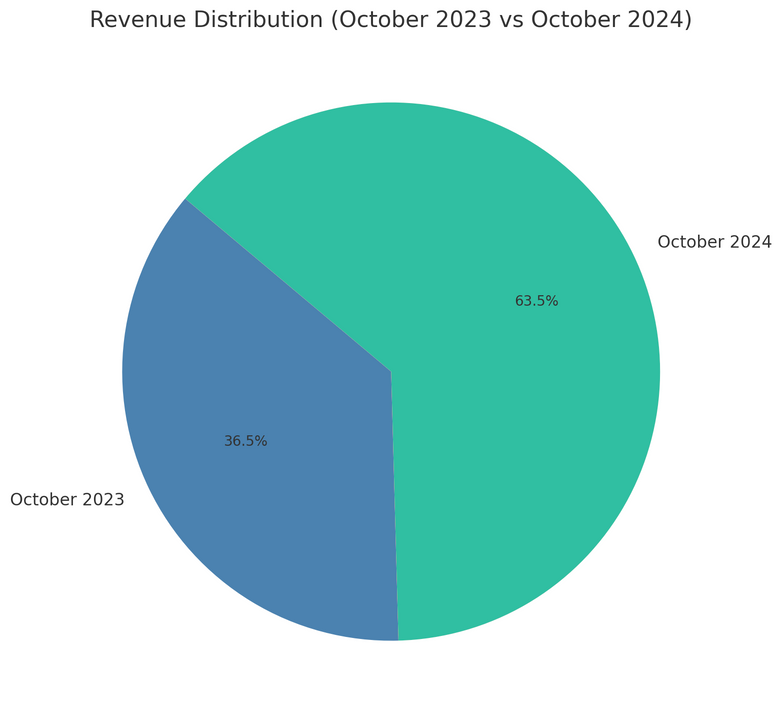 Revenue Distribution (October 2023 vs October 2024)
October 2024
63.5%
36.5%
October 2023